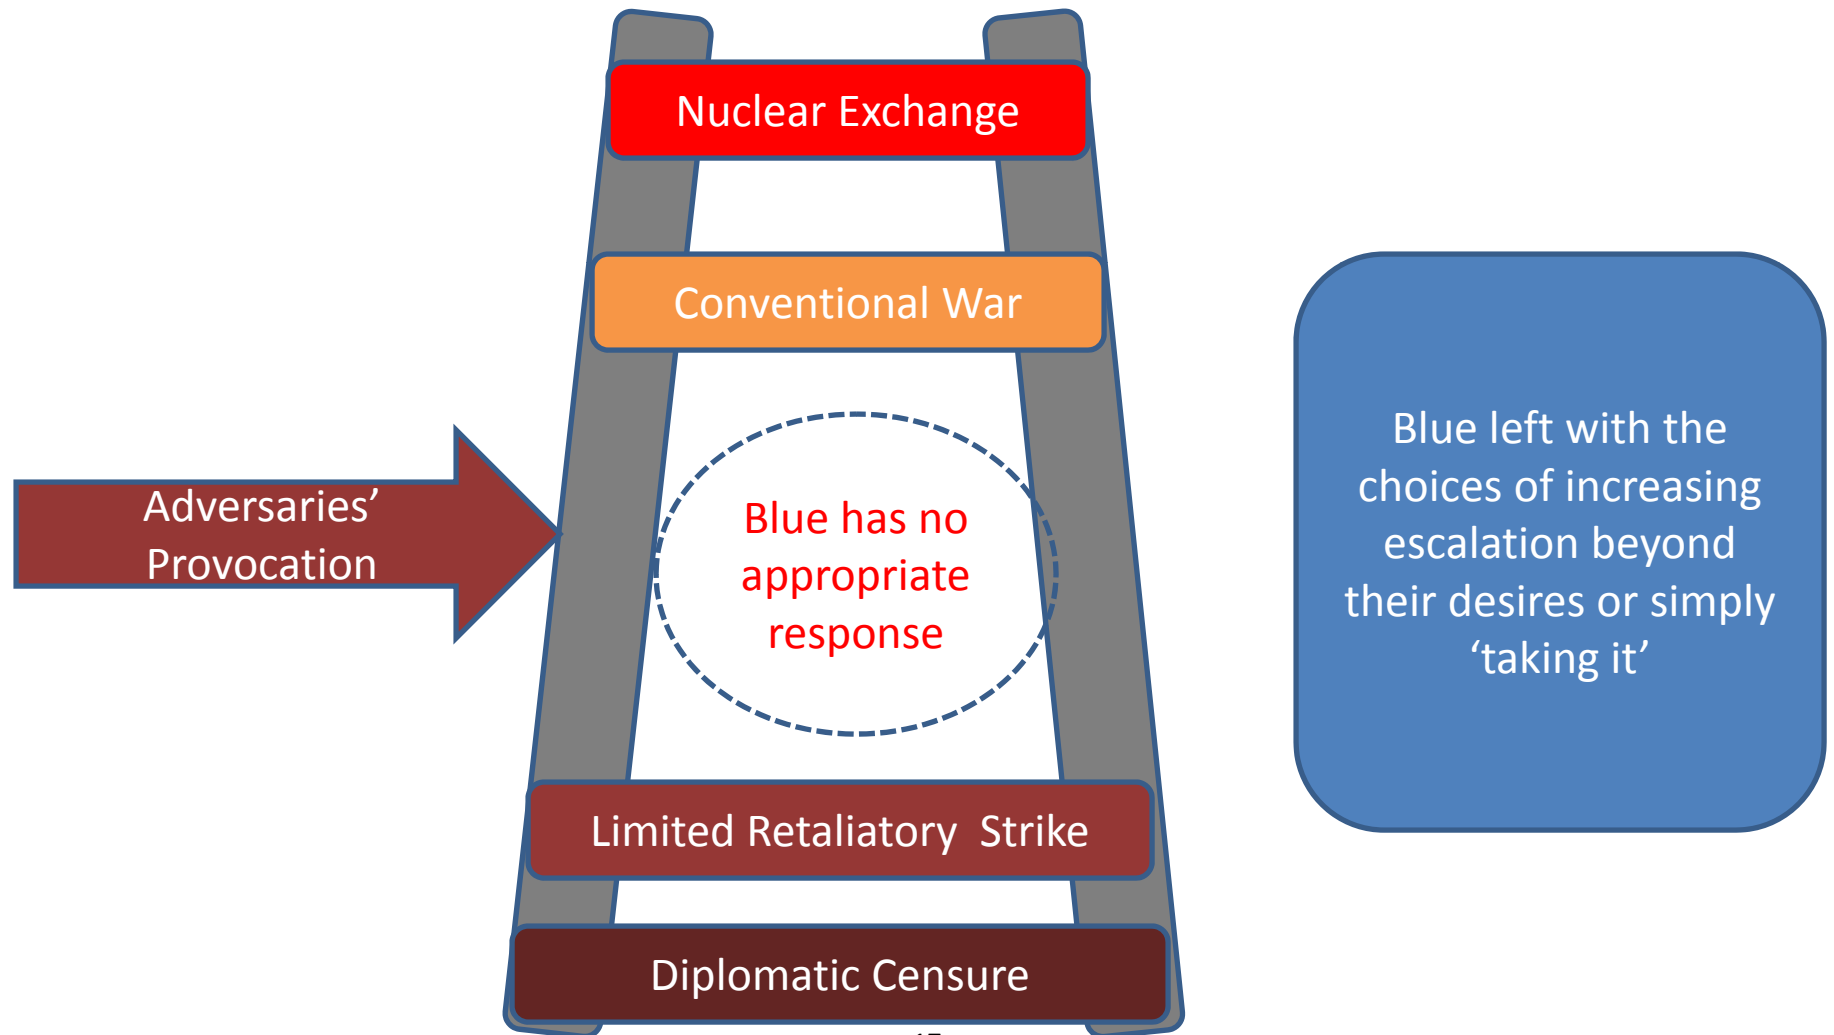 Nuclear Exchange
Conventional War
Adversaries’
Provocation
Blue has no
appropriate
response
Blue left with the
choices of increasing
escalation beyond
their desires or simply
‘taking it’
Limited Retaliatory  Strike
Diplomatic Censure